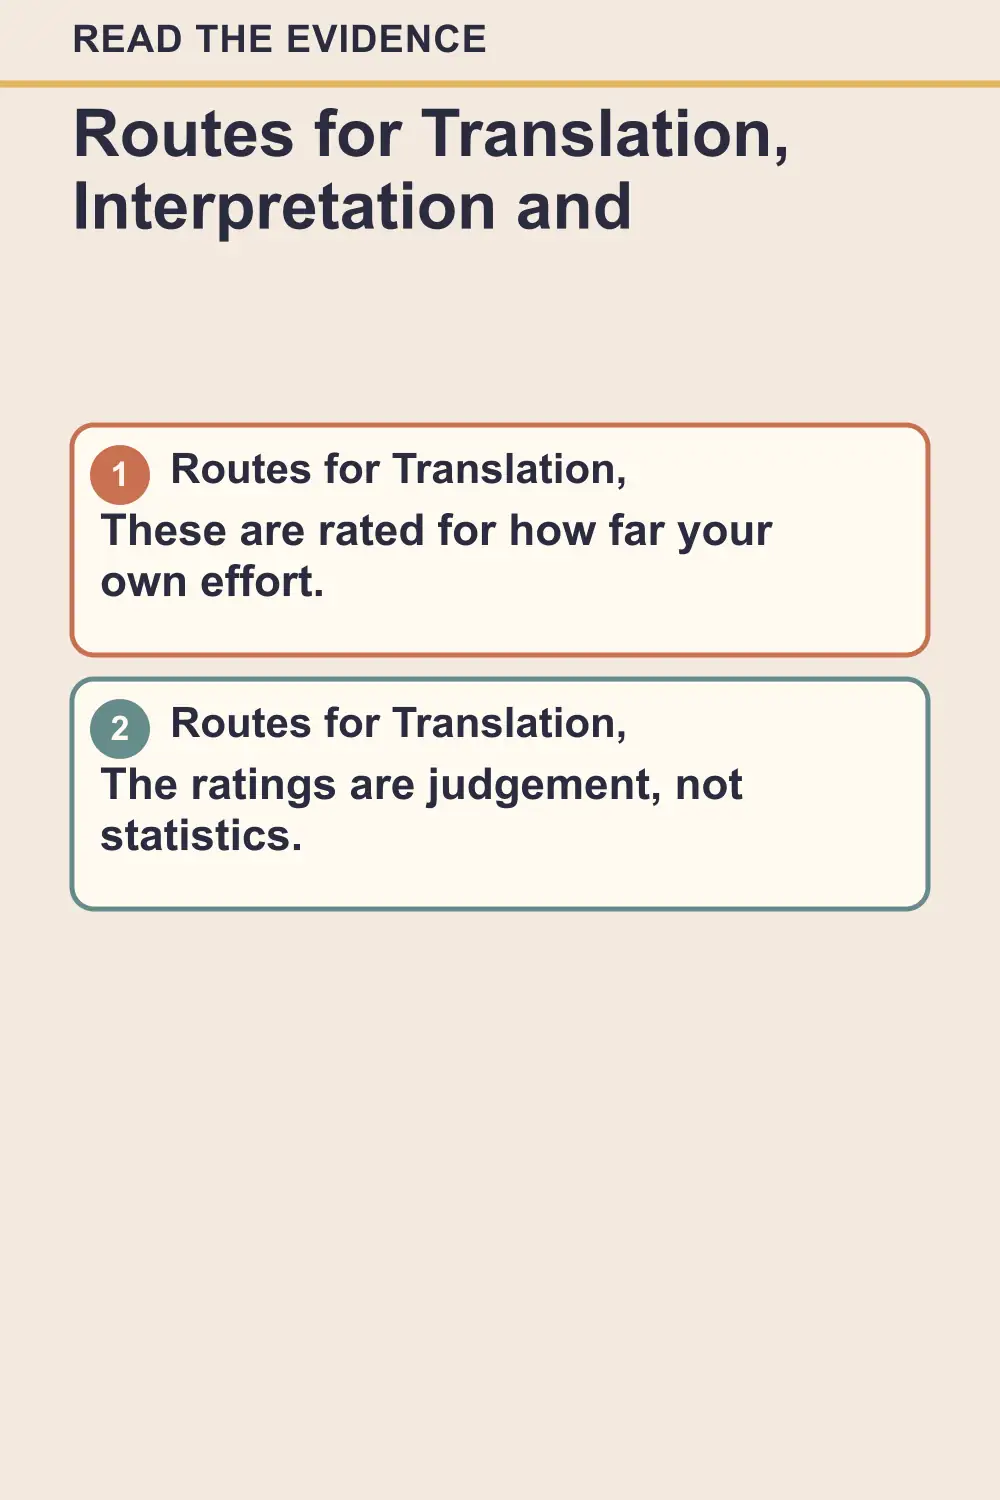 READ THE EVIDENCE
Routes for Translation,
Interpretation and
1 Routes for Translation,
These are rated for how far your
own effort.
2 Routes for Translation,
The ratings are judgement, not
statistics.